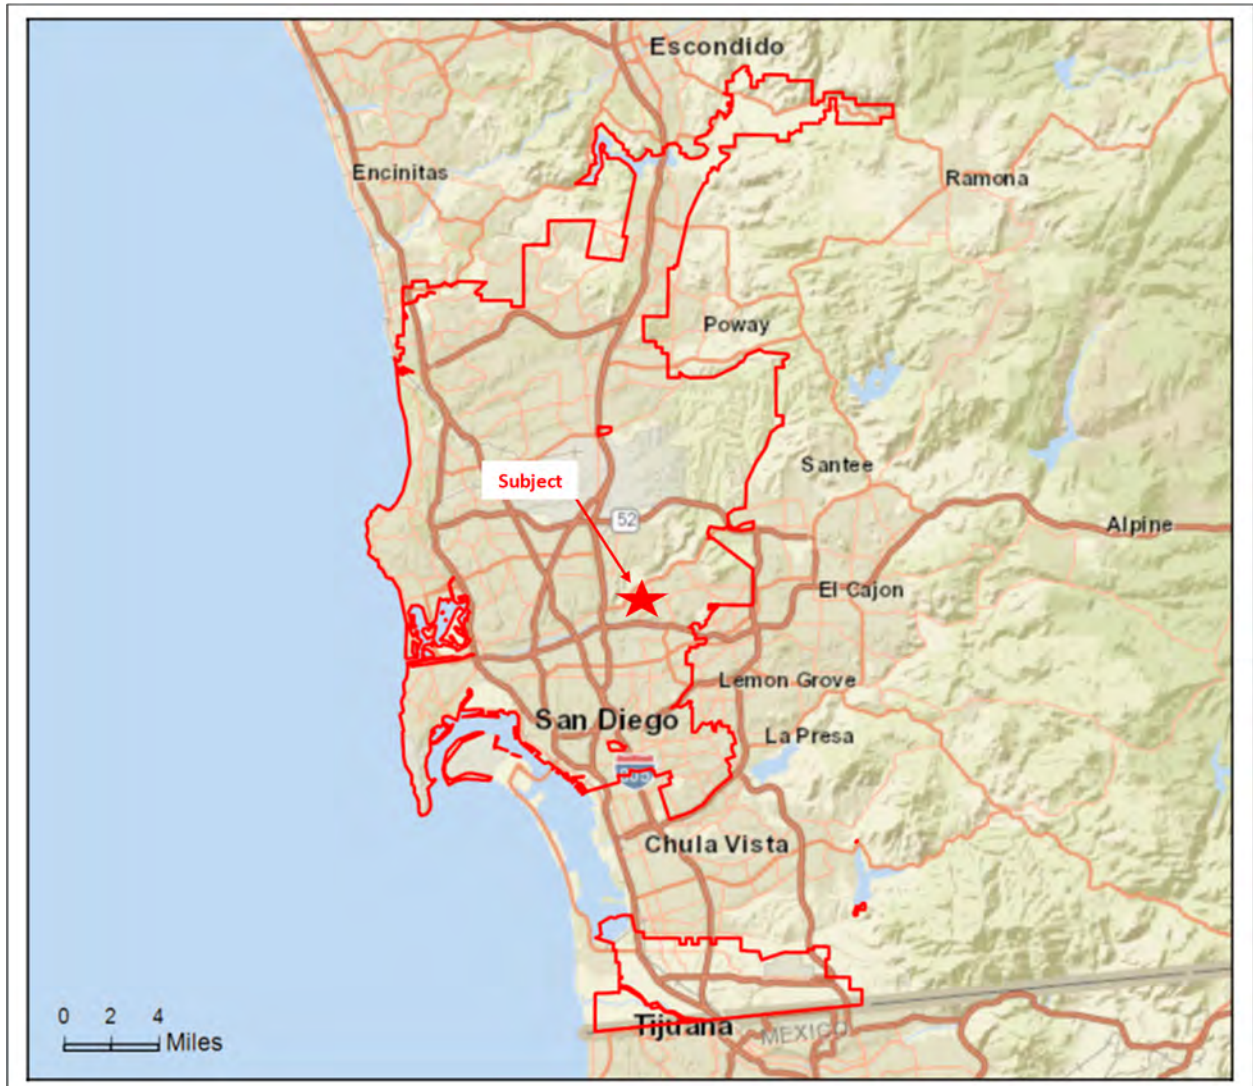 Escondido
Encinitas
Ramona
Poway
Santee
Subject
52
Alpine
El Cajon
Lemon Grove
San Diego
La Presa
Chula Vista
0 2 4
Miles
Tijuana
MEXICO